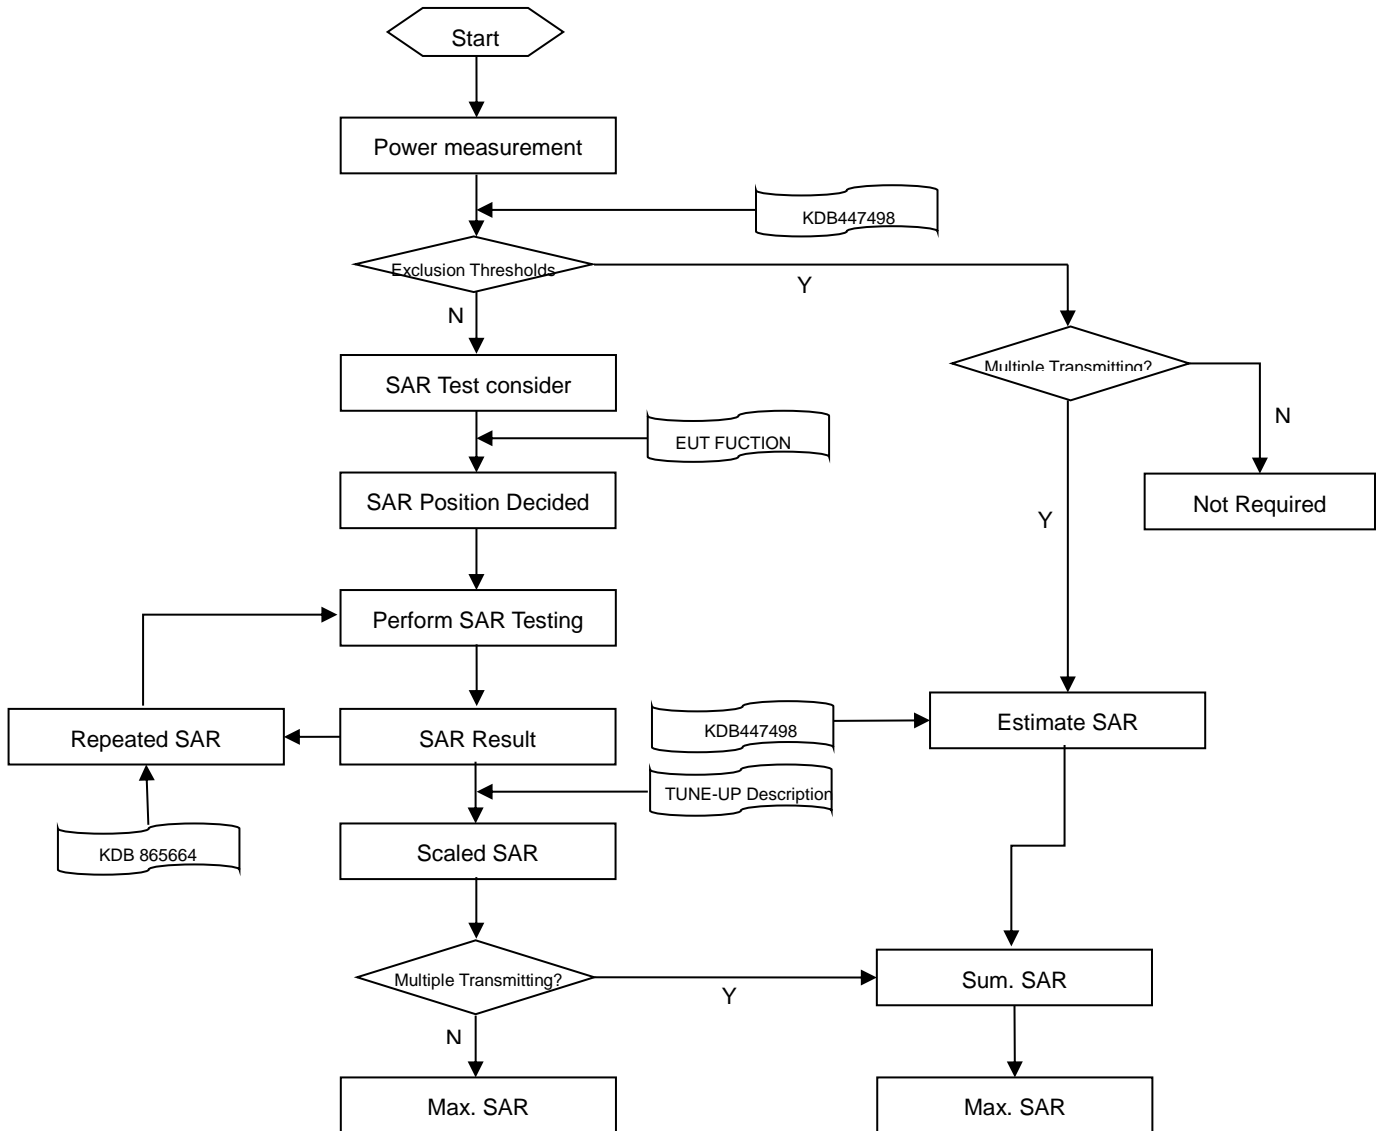 Start
Power measurement
KDB447498
Exclusion Thresholds
Y
N
Multiple Transmitting?
SAR Test consider
N
EUT FUCTION
SAR Position Decided
Not Required
Y
Perform SAR Testing
Repeated SAR
SAR Result
KDB447498
Estimate SAR
TUNE-UP Description
KDB 865664
Scaled SAR
Multiple Transmitting?
Y
Sum. SAR
N
Max. SAR
Max. SAR